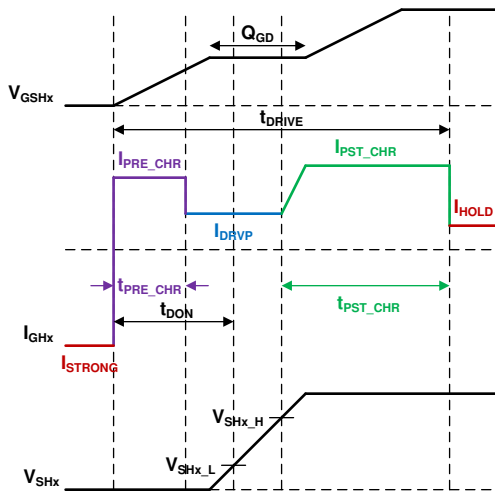 QGD
VGSHx
tDRIVE
IPRE_CHR
IPST_CHR
IHOLD
IDRVP
tPRE_CHR
tPST_CHR
tDON
IGHx
ISTRONG
VSHx_H
VSHx_L
VSHx